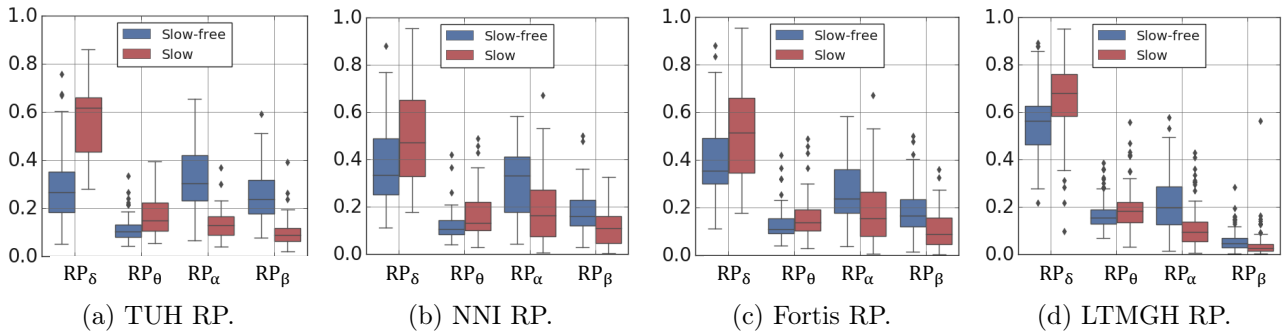 1.0
0.8
0.6
0.4
0.2
0.0
Slow-free
Slow
RPδ RPθ RPα RPβ
(a) TUH RP.
1.0
0.8
0.6
0.4
0.2
0.0
Slow-free
Slow
RPδ RPθ RPα RPβ
(b) NNI RP.
1.0
0.8
0.6
0.4
0.2
0.0
Slow-free
Slow
RPδ RPθ RPα RPβ
(c) Fortis RP.
1.0
0.8
0.6
0.4
0.2
0.0
Slow-free
Slow
RPδ RPθ RPα RPβ
(d) LTMGH RP.